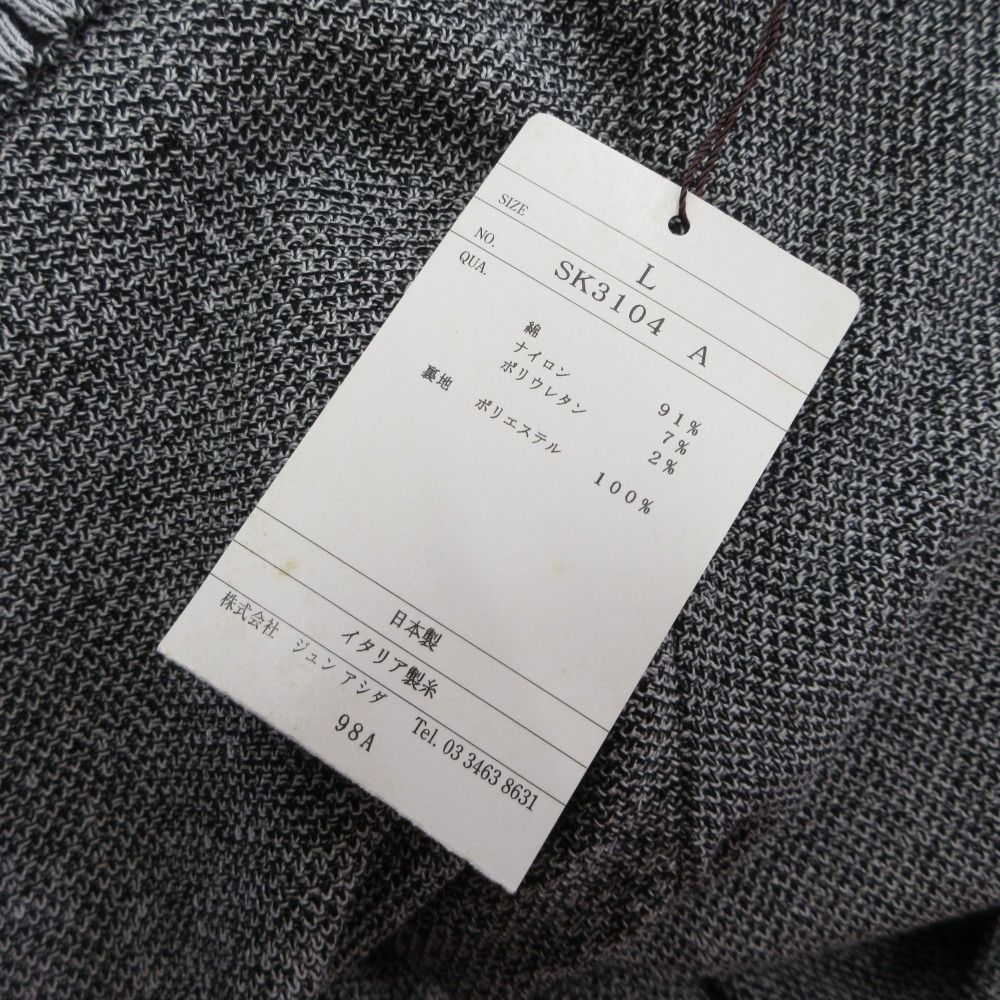 SIZE L
NO. SK3104 A
QUA.
綿 91%
ナイロン 7%
ポリウレタン 2%
裏地 ポリエステル 100%
日本製
イタリア製糸
株式会社 ジュン アシダ Tel. 03 3463 8631
98A